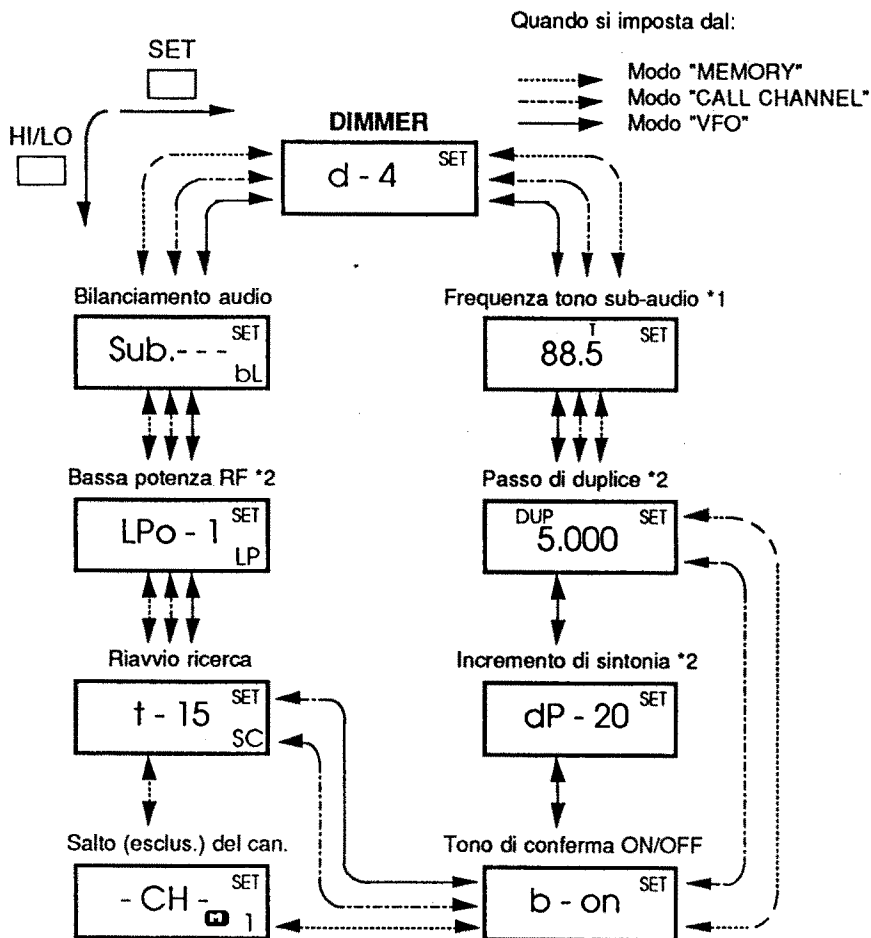 Quando si imposta dal:
SET
Modo "MEMORY"
Modo "CALL CHANNEL"
Modo "VFO"
HI/LO
DIMMER
d - 4 SET
Bilanciamento audio
Sub.--- SET
bL
Frequenza tono sub-audio *1
88.5 T SET
Bassa potenza RF *2
LPo - 1 SET
LP
Passo di duplice *2
DUP 5.000 SET
Riavvio ricerca
t - 15 SET
SC
Incremento di sintonia *2
dP - 20 SET
Salto (esclus.) del can.
- CH - SET
M 1
Tono di conferma ON/OFF
b - on SET